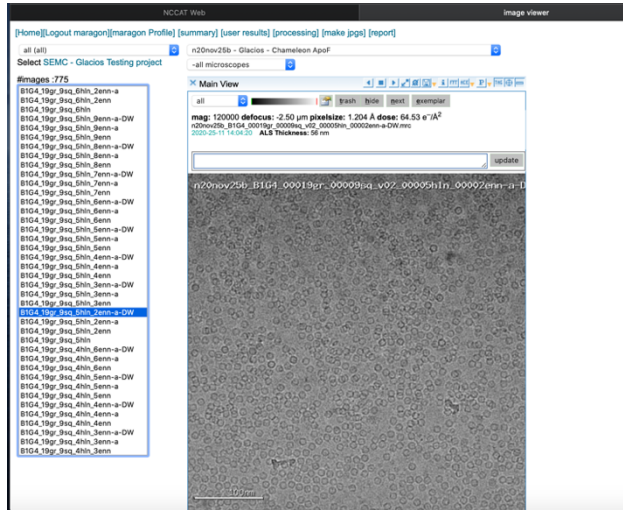 NCCAT Web
image viewer
[Home][Logout maragon][maragon Profile] [summary] [user results] [processing] [make jpgs] [report]
all (all)
n20nov25b - Glacios - Chameleon ApoF
Select SEMC - Glacios Testing project
-all microscopes
#images :775
B1G4_19gr_9sq_6hln_2enn-a
B1G4_19gr_9sq_6hln_2enn
B1G4_19gr_9sq_6hln
B1G4_19gr_9sq_5hln_9enn-a-DW
B1G4_19gr_9sq_5hln_9enn-a
B1G4_19gr_9sq_5hln_9enn
B1G4_19gr_9sq_5hln_8enn-a-DW
B1G4_19gr_9sq_5hln_8enn-a
B1G4_19gr_9sq_5hln_8enn
B1G4_19gr_9sq_5hln_7enn-a-DW
B1G4_19gr_9sq_5hln_7enn-a
B1G4_19gr_9sq_5hln_7enn
B1G4_19gr_9sq_5hln_6enn-a-DW
B1G4_19gr_9sq_5hln_6enn-a
B1G4_19gr_9sq_5hln_6enn
B1G4_19gr_9sq_5hln_5enn-a-DW
B1G4_19gr_9sq_5hln_5enn-a
B1G4_19gr_9sq_5hln_5enn
B1G4_19gr_9sq_5hln_4enn-a-DW
B1G4_19gr_9sq_5hln_4enn-a
B1G4_19gr_9sq_5hln_4enn
B1G4_19gr_9sq_5hln_3enn-a-DW
B1G4_19gr_9sq_5hln_3enn-a
B1G4_19gr_9sq_5hln_3enn
B1G4_19gr_9sq_5hln_2enn-a-DW
B1G4_19gr_9sq_5hln_2enn-a
B1G4_19gr_9sq_5hln_2enn
B1G4_19gr_9sq_5hln
B1G4_19gr_9sq_4hln_6enn-a-DW
B1G4_19gr_9sq_4hln_6enn-a
B1G4_19gr_9sq_4hln_6enn
B1G4_19gr_9sq_4hln_5enn-a-DW
B1G4_19gr_9sq_4hln_5enn-a
B1G4_19gr_9sq_4hln_5enn
B1G4_19gr_9sq_4hln_4enn-a-DW
B1G4_19gr_9sq_4hln_4enn-a
B1G4_19gr_9sq_4hln_4enn
B1G4_19gr_9sq_4hln_3enn-a-DW
B1G4_19gr_9sq_4hln_3enn-a
B1G4_19gr_9sq_4hln_3enn
Main View
all
trash hide next exemplar
mag: 120000 defocus: -2.50 µm pixelsize: 1.204 Å dose: 64.53 e⁻/Å²
n20nov25b_B1G4_00019gr_00009sq_v02_00005hln_00002enn-a-DW.mrc
2020-25-11 14:04:20 ALS Thickness: 56 nm
update
n20nov25b_B1G4_00019gr_00009sq_v02_00005hln_00002enn-a-D
100nm